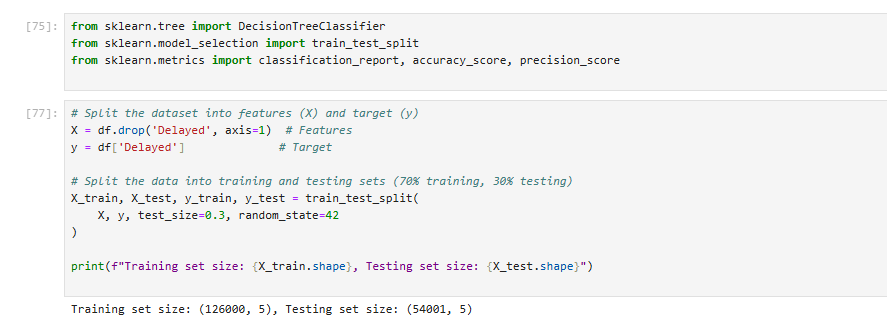 [75]: from sklearn.tree import DecisionTreeClassifier
from sklearn.model_selection import train_test_split
from sklearn.metrics import classification_report, accuracy_score, precision_score
[77]: # Split the dataset into features (X) and target (y)
X = df.drop('Delayed', axis=1)  # Features
y = df['Delayed']              # Target
# Split the data into training and testing sets (70% training, 30% testing)
X_train, X_test, y_train, y_test = train_test_split(
    X, y, test_size=0.3, random_state=42
)
print(f"Training set size: {X_train.shape}, Testing set size: {X_test.shape}")
Training set size: (126000, 5), Testing set size: (54001, 5)